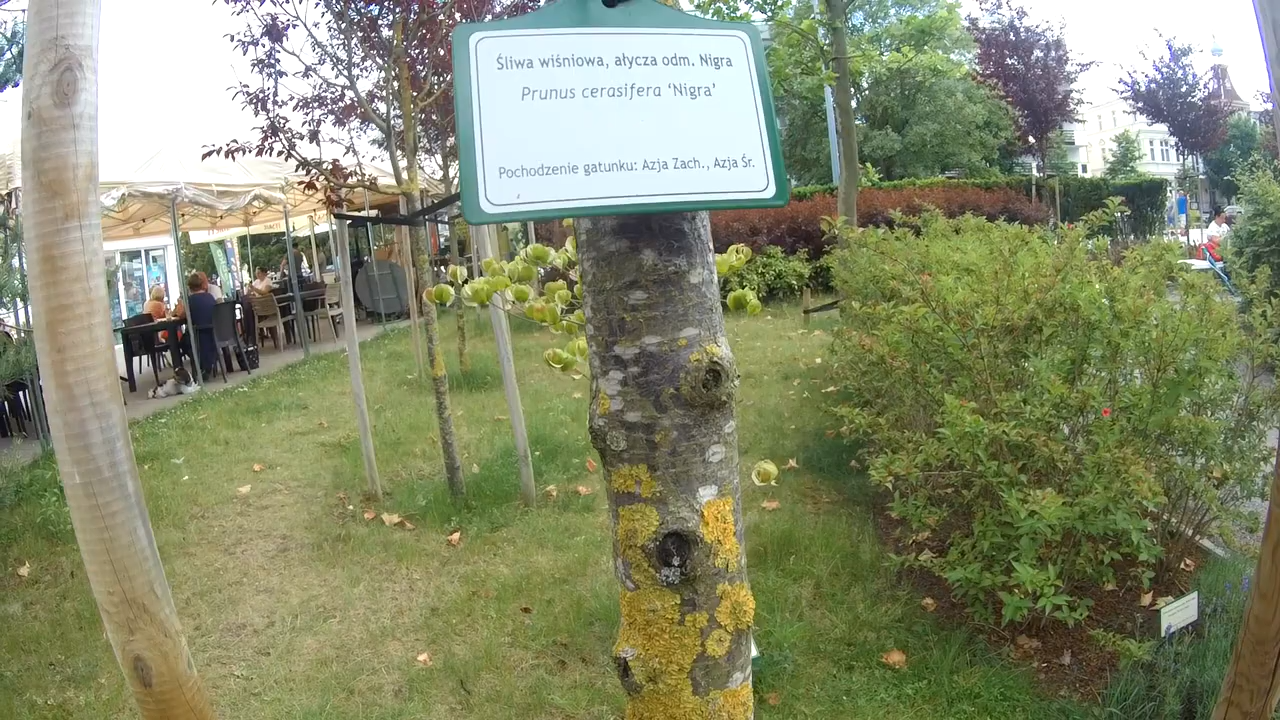 Śliwa wiśniowa, ałycza odm. Nigra
Prunus cerasifera ‘Nigra’
Pochodzenie gatunku: Azja Zach., Azja Śr.